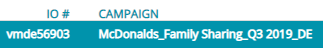 IO # CAMPAIGN
vmde56903 McDonalds_Family Sharing_Q3 2019_DE